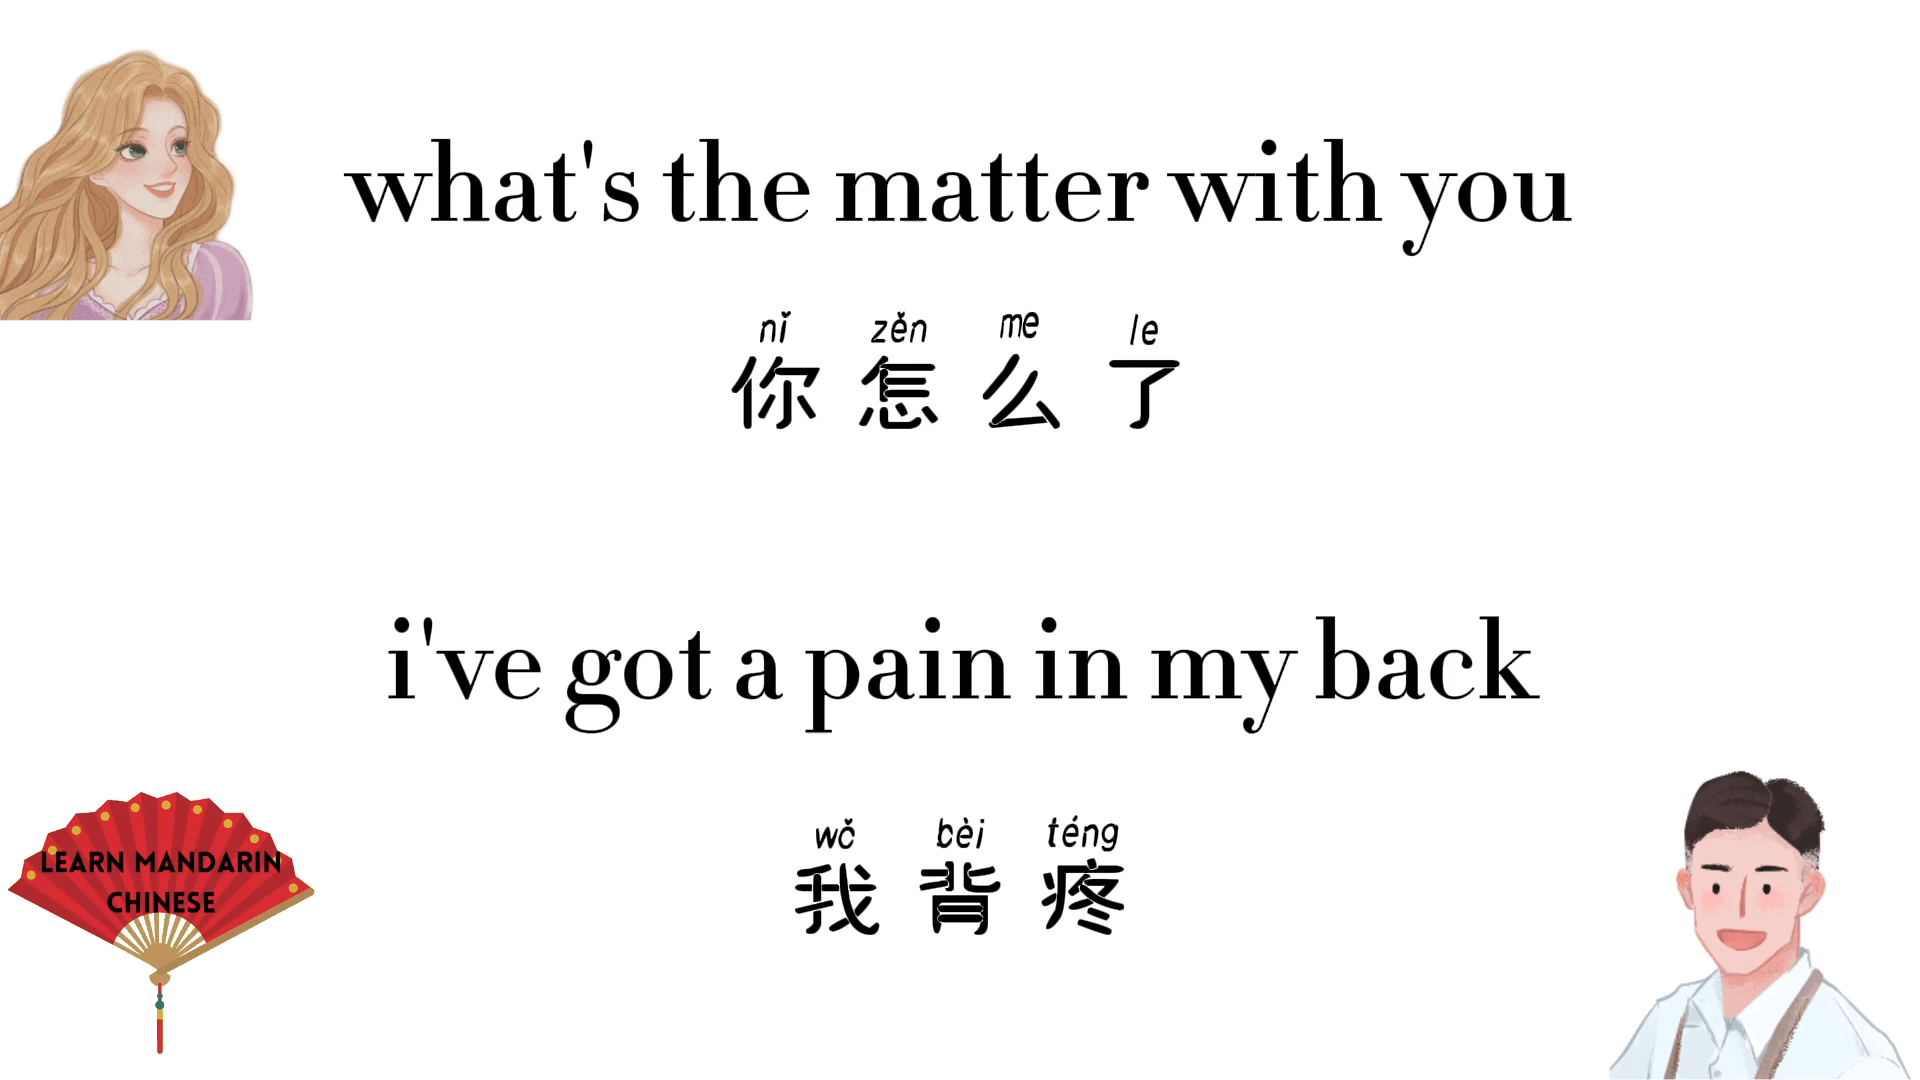 what's the matter with you
nǐ zěn me le
你 怎 么 了
i've got a pain in my back
wǒ bèi téng
我 背 疼
LEARN MANDARIN
CHINESE